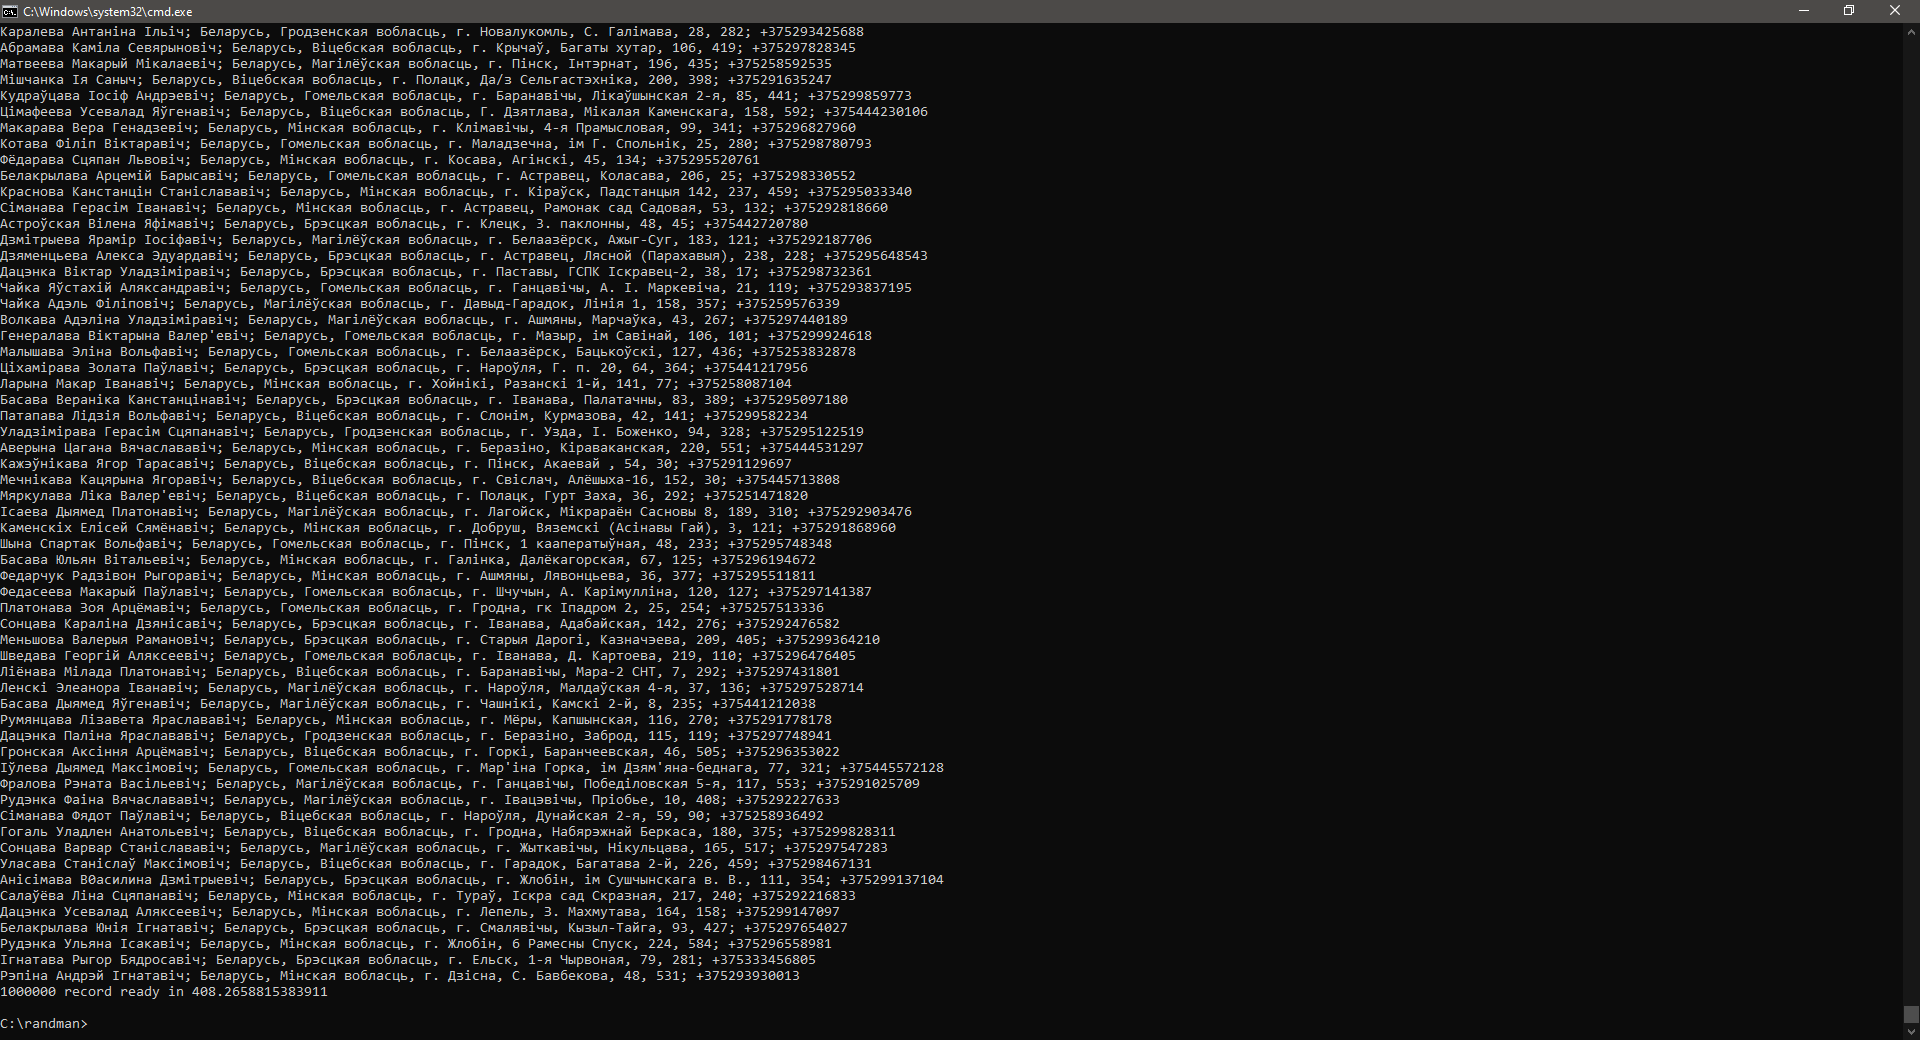 C:\Windows\system32\cmd.exe
Каралева Антаніна Ільіч; Беларусь, Гродзенская вобласць, г. Новалукомль, С. Галімава, 28, 282; +375293425688
Абрамава Каміла Севярыновіч; Беларусь, Віцебская вобласць, г. Крычаў, Багаты хутар, 106, 419; +375297828345
Матвеева Макарый Мікалаевіч; Беларусь, Магілёўская вобласць, г. Пінск, Інтэрнат, 196, 435; +375258592535
Мішчанка Ія Саныч; Беларусь, Віцебская вобласць, г. Полацк, Да/з Сельгастэхніка, 200, 398; +375291635247
Кудраўцава Іосіф Андрэевіч; Беларусь, Гомельская вобласць, г. Баранавічы, Лікаўшынская 2-я, 85, 441; +375299859773
Цімафеева Усевалад Яўгенавіч; Беларусь, Віцебская вобласць, Г. Дзятлава, Мікалая Каменскага, 158, 592; +375444230106
Макарава Вера Генадзевіч; Беларусь, Мінская вобласць, г. Клімавічы, 4-я Прамысловая, 99, 341; +375296827960
Котава Філіп Віктаравіч; Беларусь, Гомельская вобласць, г. Маладзечна, ім Г. Спольнік, 25, 280; +375298780793
Фёдарава Сцяпан Львовіч; Беларусь, Мінская вобласць, г. Косава, Агінскі, 45, 134; +375295520761
Белакрылава Арцемій Барысавіч; Беларусь, Гомельская вобласць, г. Астравец, Коласава, 206, 25; +375298330552
Краснова Канстанцін Станіслававіч; Беларусь, Мінская вобласць, г. Кіраўск, Падстанцыя 142, 237, 459; +375295033340
Сіманава Герасім Іванавіч; Беларусь, Мінская вобласць, г. Астравец, Рамонак сад Садовая, 53, 132; +375292818660
Астроўская Вілена Яфімавіч; Беларусь, Брэсцкая вобласць, г. Клецк, З. паклонны, 48, 45; +375442720780
Дзмітрыева Ярамір Іосіфавіч; Беларусь, Магілёўская вобласць, г. Белаазёрск, Ажыг-Суг, 183, 121; +375292187706
Дзяменцьева Алекса Эдуардавіч; Беларусь, Брэсцкая вобласць, г. Астравец, Лясной (Парахавыя), 238, 228; +375295648543
Дацэнка Віктар Уладзіміравіч; Беларусь, Брэсцкая вобласць, г. Паставы, ГСПК Іскравец-2, 38, 17; +375298732361
Чайка Яўстахій Аляксандравіч; Беларусь, Гомельская вобласць, г. Ганцавічы, А. І. Маркевіча, 21, 119; +375293837195
Чайка Адэль Філіповіч; Беларусь, Магілёўская вобласць, г. Давыд-Гарадок, Лінія 1, 158, 357; +375259576339
Волкава Адэліна Уладзіміравіч; Беларусь, Магілёўская вобласць, г. Ашмяны, Марчаўка, 43, 267; +375297440189
Генералава Віктарына Валер'евіч; Беларусь, Гомельская вобласць, г. Мазыр, ім Савінай, 106, 101; +375299924618
Малышава Эліна Вольфавіч; Беларусь, Гомельская вобласць, г. Белаазёрск, Бацькоўскі, 127, 436; +375253832878
Ціхамірава Золата Паўлавіч; Беларусь, Брэсцкая вобласць, г. Нароўля, Г. п. 20, 64, 364; +375441217956
Ларына Макар Іванавіч; Беларусь, Мінская вобласць, г. Хойнікі, Разанскі 1-й, 141, 77; +375258087104
Басава Вераніка Канстанцінавіч; Беларусь, Брэсцкая вобласць, г. Іванава, Палатачны, 83, 389; +375295097180
Патапава Лідзія Вольфавіч; Беларусь, Віцебская вобласць, г. Слонім, Курмазова, 42, 141; +375299582234
Уладзімірава Герасім Сцяпанавіч; Беларусь, Гродзенская вобласць, г. Узда, І. Боженко, 94, 328; +375295122519
Аверына Цагана Вячаслававіч; Беларусь, Мінская вобласць, г. Беразіно, Кіраваканская, 220, 551; +375444531297
Кажэўнікава Ягор Тарасавіч; Беларусь, Віцебская вобласць, г. Пінск, Акаевай , 54, 30; +375291129697
Мечнікава Кацярына Ягоравіч; Беларусь, Віцебская вобласць, г. Свіслач, Алёшыха-16, 152, 30; +375445713808
Мяркулава Ліка Валер'евіч; Беларусь, Віцебская вобласць, г. Полацк, Гурт Заха, 36, 292; +375251471820
Ісаева Дыямед Платонавіч; Беларусь, Магілёўская вобласць, г. Лагойск, Мікрараён Сасновы 8, 189, 310; +375292903476
Каменскіх Елісей Сямёнавіч; Беларусь, Мінская вобласць, г. Добруш, Вяземскі (Асінавы Гай), 3, 121; +375291868960
Шына Спартак Вольфавіч; Беларусь, Гомельская вобласць, г. Пінск, 1 кааператыўная, 48, 233; +375295748348
Басава Юльян Вітальевіч; Беларусь, Мінская вобласць, г. Галінка, Далёкагорская, 67, 125; +375296194672
Федарчук Радзівон Рыгоравіч; Беларусь, Мінская вобласць, г. Ашмяны, Лявонцьева, 36, 377; +375295511811
Федасеева Макарый Паўлавіч; Беларусь, Гомельская вобласць, г. Шчучын, А. Карімулліна, 120, 127; +375297141387
Платонава Зоя Арцёмавіч; Беларусь, Гомельская вобласць, г. Гродна, гк Іпадром 2, 25, 254; +375257513336
Сонцава Караліна Дзянісавіч; Беларусь, Брэсцкая вобласць, г. Іванава, Адабайская, 142, 276; +375292476582
Меньшова Валерыя Рамановіч; Беларусь, Брэсцкая вобласць, г. Старыя Дарогі, Казначэева, 209, 405; +375299364210
Шведава Георгій Аляксеевіч; Беларусь, Гомельская вобласць, г. Іванава, Д. Картоева, 219, 110; +375296476405
Ліёнава Мілада Платонавіч; Беларусь, Віцебская вобласць, г. Баранавічы, Мара-2 СНТ, 7, 292; +375297431801
Ленскі Элеанора Іванавіч; Беларусь, Магілёўская вобласць, г. Нароўля, Малдаўская 4-я, 37, 136; +375297528714
Басава Дыямед Яўгенавіч; Беларусь, Магілёўская вобласць, г. Чашнікі, Камскі 2-й, 8, 235; +375441212038
Румянцава Лізавета Яраслававіч; Беларусь, Мінская вобласць, г. Мёры, Капшынская, 116, 270; +375291778178
Дацэнка Паліна Яраслававіч; Беларусь, Гродзенская вобласць, г. Беразіно, Заброд, 115, 119; +375297748941
Гронская Аксіння Арцёмавіч; Беларусь, Віцебская вобласць, г. Горкі, Баранчеевская, 46, 505; +375296353022
Іўлева Дыямед Максімовіч; Беларусь, Гомельская вобласць, г. Мар'іна Горка, ім Дзям'яна-беднага, 77, 321; +375445572128
Фралова Рэната Васільевіч; Беларусь, Магілёўская вобласць, г. Ганцавічы, Победіловская 5-я, 117, 553; +375291025709
Рудэнка Фаіна Вячаслававіч; Беларусь, Магілёўская вобласць, г. Івацэвічы, Пріобье, 10, 408; +375292227633
Сіманава Фядот Паўлавіч; Беларусь, Віцебская вобласць, г. Нароўля, Дунайская 2-я, 59, 90; +375258936492
Гогаль Уладлен Анатольевіч; Беларусь, Віцебская вобласць, г. Гродна, Набярэжнай Беркаса, 180, 375; +375299828311
Сонцава Варвар Станіслававіч; Беларусь, Магілёўская вобласць, г. Жыткавічы, Нікульцава, 165, 517; +375297547283
Уласава Станіслаў Максімовіч; Беларусь, Віцебская вобласць, г. Гарадок, Багатава 2-й, 226, 459; +375298467131
Анісімава В0асилина Дзмітрыевіч; Беларусь, Брэсцкая вобласць, г. Жлобін, ім Сушчынскага в. В., 111, 354; +375299137104
Салаўёва Ліна Сцяпанавіч; Беларусь, Мінская вобласць, г. Тураў, Іскра сад Скразная, 217, 240; +375292216833
Дацэнка Усевалад Аляксеевіч; Беларусь, Мінская вобласць, г. Лепель, З. Махмутава, 164, 158; +375299147097
Белакрылава Юнія Ігнатавіч; Беларусь, Брэсцкая вобласць, г. Смалявічы, Кызыл-Тайга, 93, 427; +375297654027
Рудэнка Ульяна Ісакавіч; Беларусь, Мінская вобласць, г. Жлобін, 6 Рамесны Спуск, 224, 584; +375296558981
Ігнатава Рыгор Бядросавіч; Беларусь, Брэсцкая вобласць, г. Ельск, 1-я Чырвоная, 79, 281; +375333456805
Рэпіна Андрэй Ігнатавіч; Беларусь, Мінская вобласць, г. Дзісна, С. Бавбекова, 48, 531; +375293930013
1000000 record ready in 408.2658815383911
C:\randman>